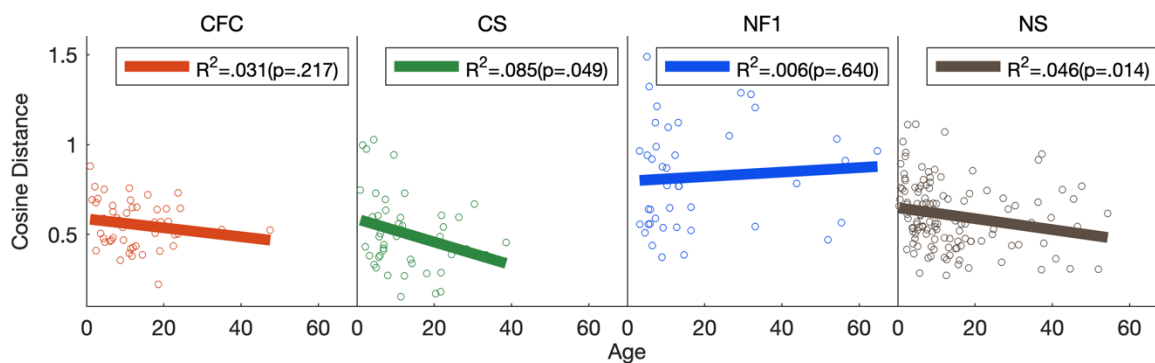 CFC CS NF1 NS
1.5
R²=.031(p=.217) R²=.085(p=.049) R²=.006(p=.640) R²=.046(p=.014)
1
0.5
Cosine Distance
0 20 40 60 0 20 40 60 0 20 40 60 0 20 40 60
Age